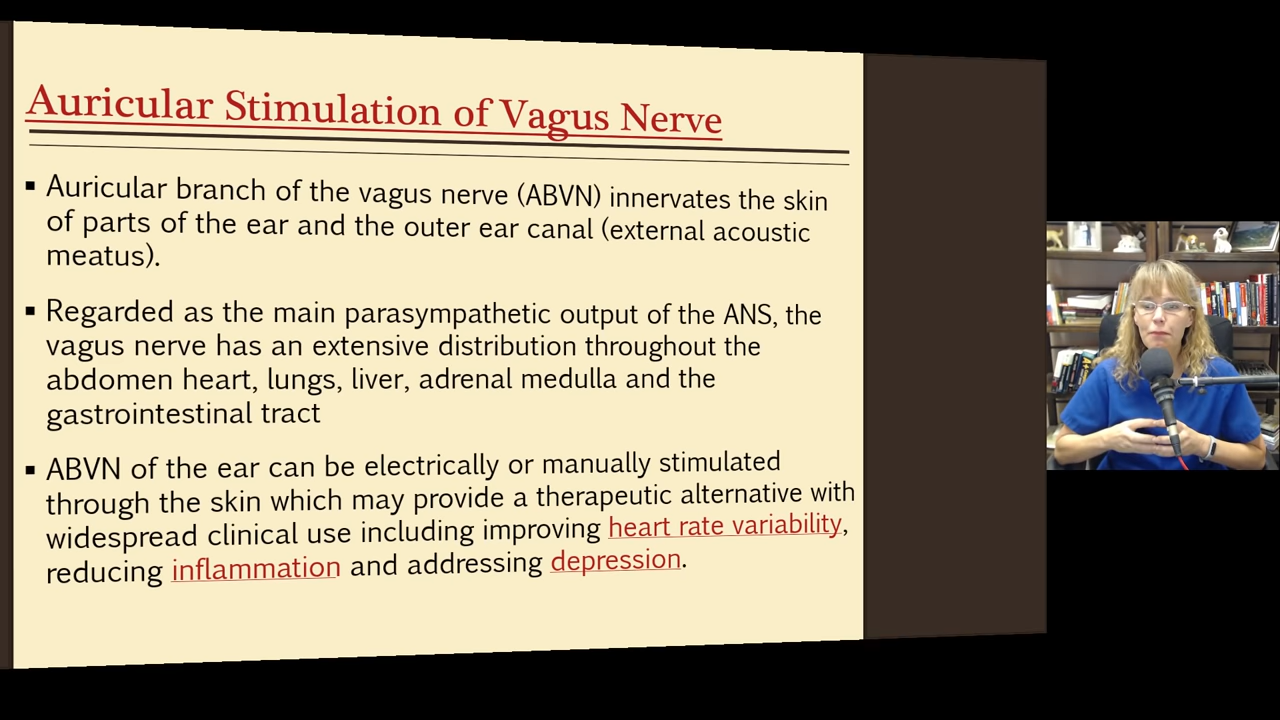 Auricular Stimulation of Vagus Nerve
▪ Auricular branch of the vagus nerve (ABVN) innervates the skin
of parts of the ear and the outer ear canal (external acoustic
meatus).
▪ Regarded as the main parasympathetic output of the ANS, the
vagus nerve has an extensive distribution throughout the
abdomen heart, lungs, liver, adrenal medulla and the
gastrointestinal tract
▪ ABVN of the ear can be electrically or manually stimulated
through the skin which may provide a therapeutic alternative with
widespread clinical use including improving heart rate variability,
reducing inflammation and addressing depression.